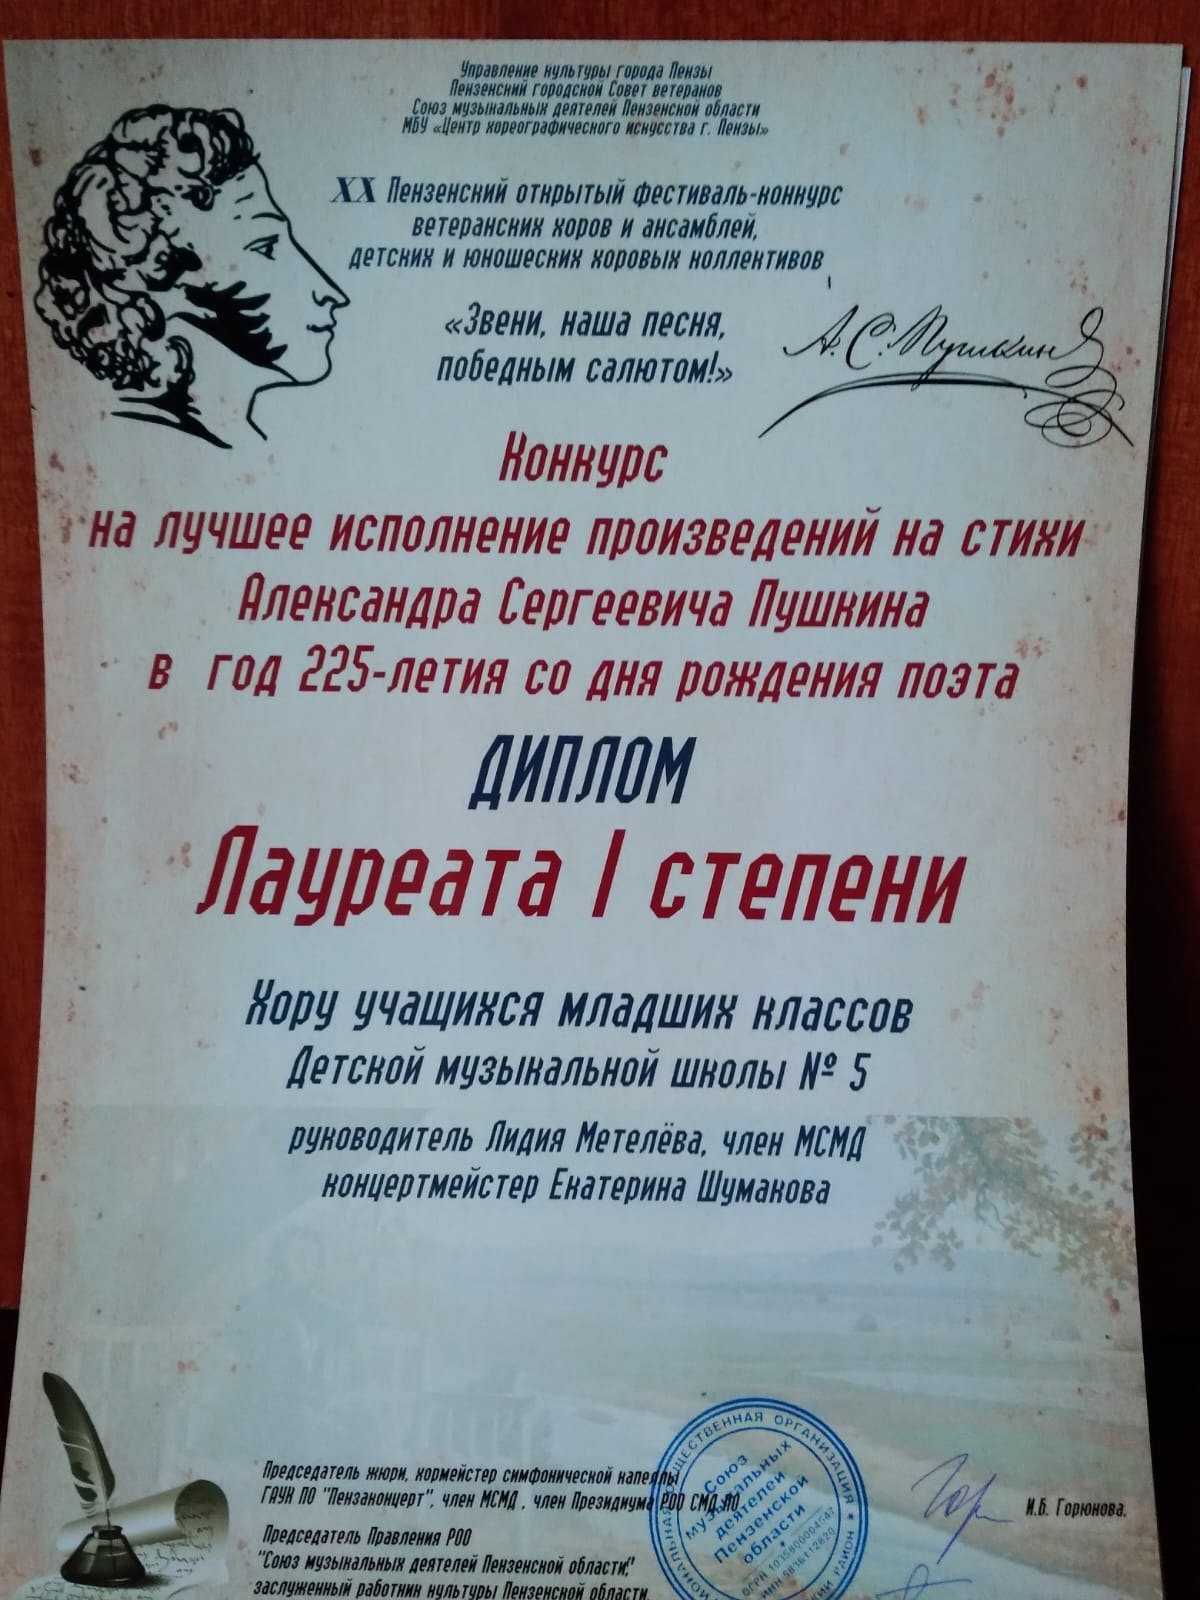 Управление культуры города Пензы
Пензенский городской Совет ветеранов
Союз музыкальных деятелей Пензенской области
МБУ «Центр хореографического искусства г. Пензы»
XX Пензенский открытый фестиваль-конкурс
ветеранских хоров и ансамблей,
детских и юношеских хоровых коллективов
«Звени, наша песня,
победным салютом!»
А. С. Пушкин
Конкурс
на лучшее исполнение произведений на стихи
Александра Сергеевича Пушкина
в год 225-летия со дня рождения поэта
ДИПЛОМ
Лауреата I степени
Хору учащихся младших классов
Детской музыкальной школы № 5
руководитель Лидия Метелёва, член МСМД
концертмейстер Екатерина Шумакова
Председатель жюри, хормейстер симфонической капеллы
ГАУК ПО "Пензаконцерт", член МСМД , член Президиума РОО СМД ПО
И.Б. Горюнова.
Председатель Правления РОО
"Союз музыкальных деятелей Пензенской области",
заслуженный работник культуры Пензенской области.
ОБЩЕСТВЕННАЯ ОРГАНИЗАЦИЯ
Союз
музыкальных
деятелей
Пензенской
области